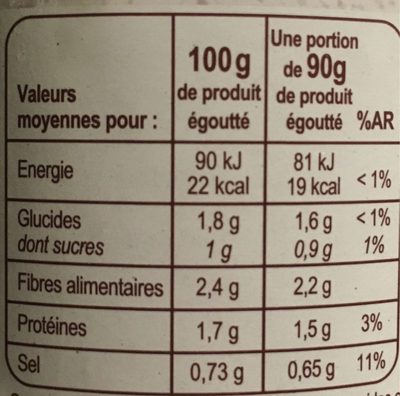 Valeurs
moyennes pour :
100 g
de produit
égoutté
Une portion
de 90g
de produit
égoutté %AR
Energie 90 kJ 81 kJ
22 kcal 19 kcal < 1%
Glucides 1,8 g 1,6 g < 1%
dont sucres 1 g 0,9 g 1%
Fibres alimentaires 2,4 g 2,2 g
Protéines 1,7 g 1,5 g 3%
Sel 0,73 g 0,65 g 11%